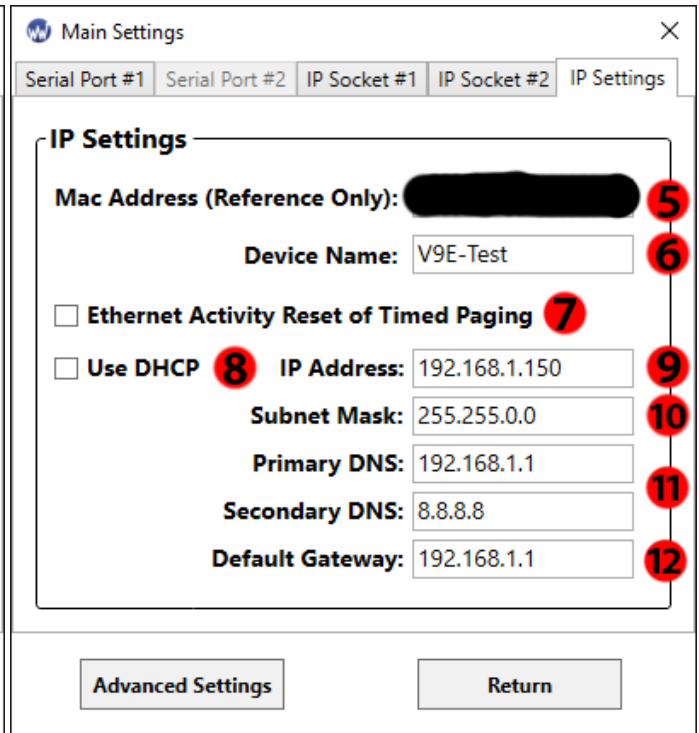 Main Settings
Serial Port #1 Serial Port #2 IP Socket #1 IP Socket #2 IP Settings
IP Settings
Mac Address (Reference Only): 5
Device Name: V9E-Test 6
Ethernet Activity Reset of Timed Paging 7
Use DHCP 8 IP Address: 192.168.1.150 9
Subnet Mask: 255.255.0.0 10
Primary DNS: 192.168.1.1
11
Secondary DNS: 8.8.8.8
Default Gateway: 192.168.1.1 12
Advanced Settings Return